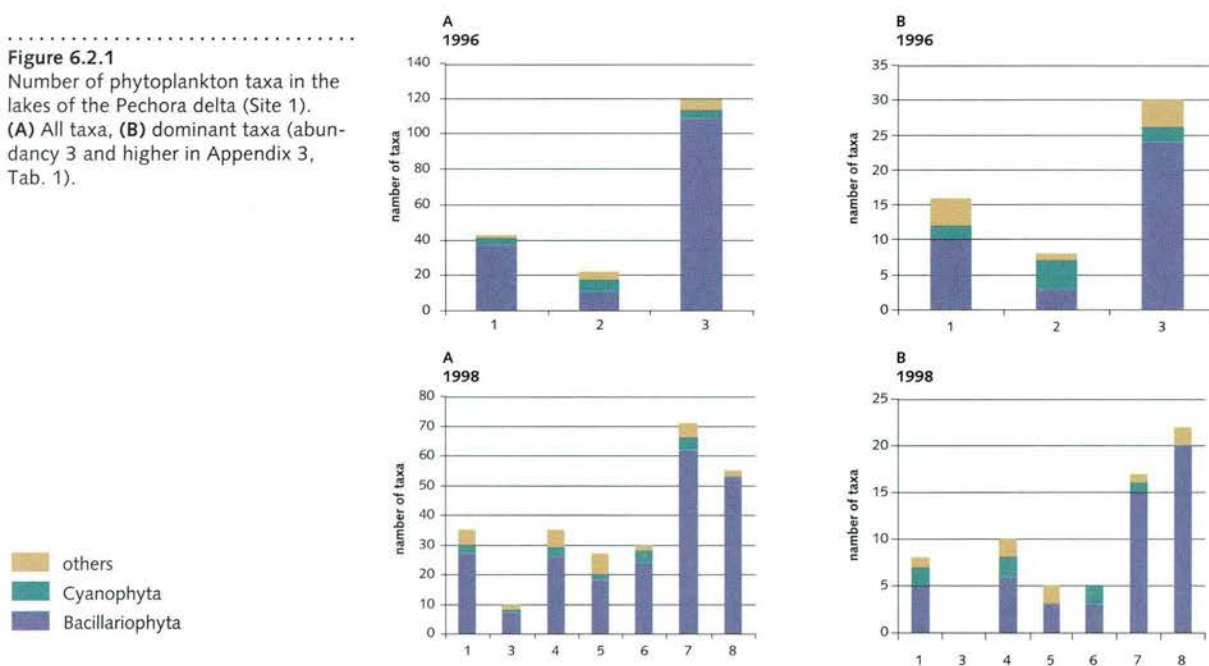 Figure 6.2.1
Number of phytoplankton taxa in the
lakes of the Pechora delta (Site 1).
(A) All taxa, (B) dominant taxa (abun-
dancy 3 and higher in Appendix 3,
Tab. 1).
A
1996
140
120
100
80
60
40
20
0
namber of taxa
1 2 3
B
1996
35
30
25
20
15
10
5
0
namber of taxa
1 2 3
A
1998
80
70
60
50
40
30
20
10
0
namber of taxa
1 3 4 5 6 7 8
B
1998
25
20
15
10
5
0
namber of taxa
1 3 4 5 6 7 8
others
Cyanophyta
Bacillariophyta